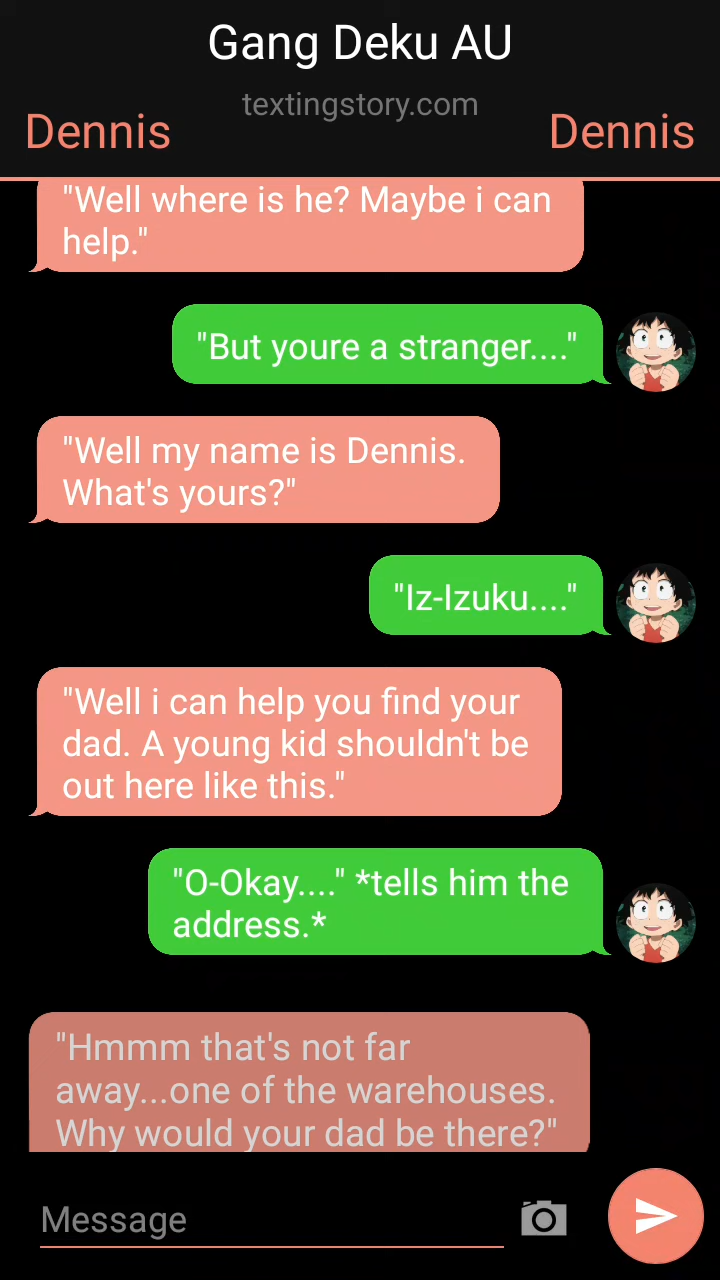 Gang Deku AU
textingstory.com
Dennis
Dennis
"Well where is he? Maybe i can
help."
"But youre a stranger...."
"Well my name is Dennis.
What's yours?"
"Iz-Izuku...."
"Well i can help you find your
dad. A young kid shouldn't be
out here like this."
"O-Okay...." *tells him the
address.*
"Hmmm that's not far
away...one of the warehouses.
Why would your dad be there?"
Message